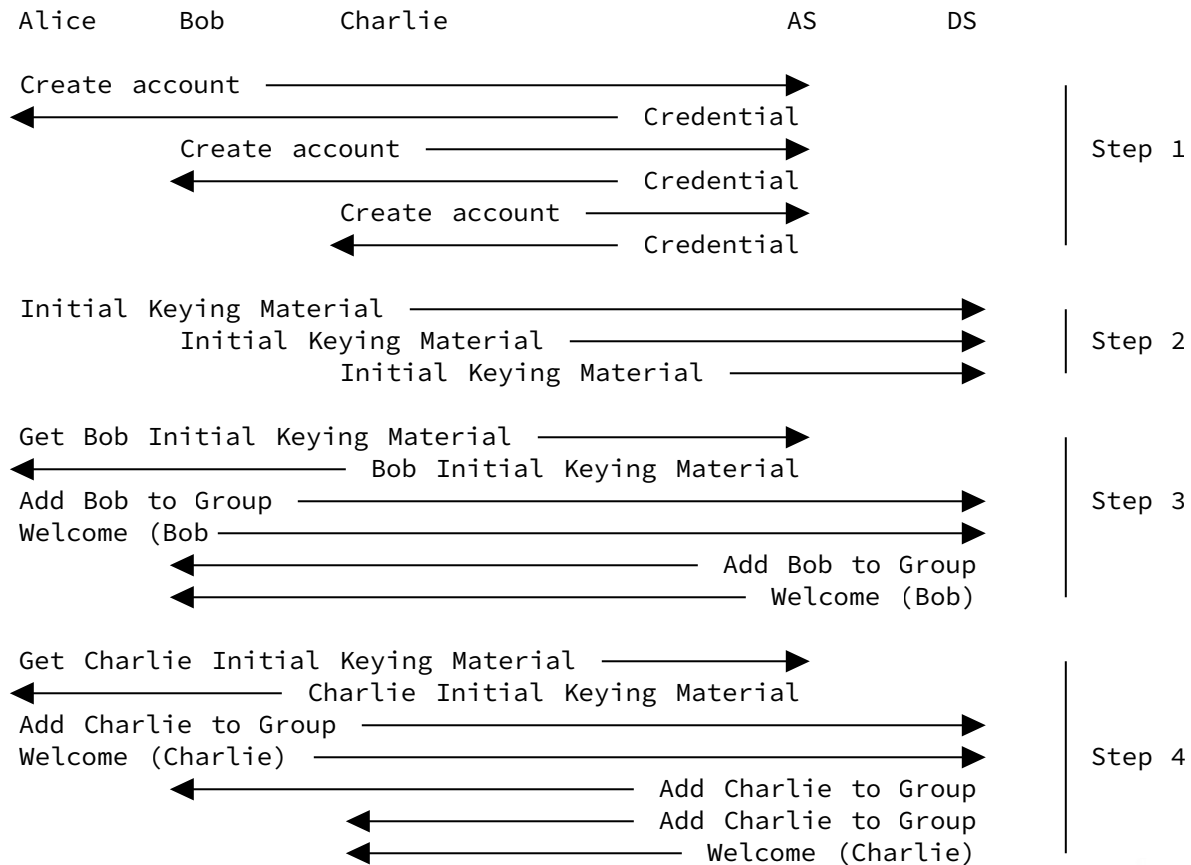 Alice Bob Charlie AS DS
Create account
Credential
Create account Step 1
Credential
Create account
Credential
Initial Keying Material
Initial Keying Material Step 2
Initial Keying Material
Get Bob Initial Keying Material
Bob Initial Keying Material
Add Bob to Group Step 3
Welcome (Bob
Add Bob to Group
Welcome (Bob)
Get Charlie Initial Keying Material
Charlie Initial Keying Material
Add Charlie to Group
Welcome (Charlie) Step 4
Add Charlie to Group
Add Charlie to Group
Welcome (Charlie)